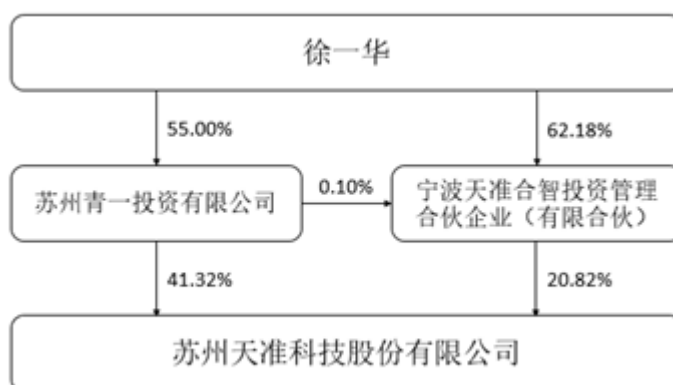 徐一华
55.00%
62.18%
苏州青一投资有限公司
0.10%
宁波天准合智投资管理
合伙企业（有限合伙）
41.32%
20.82%
苏州天准科技股份有限公司